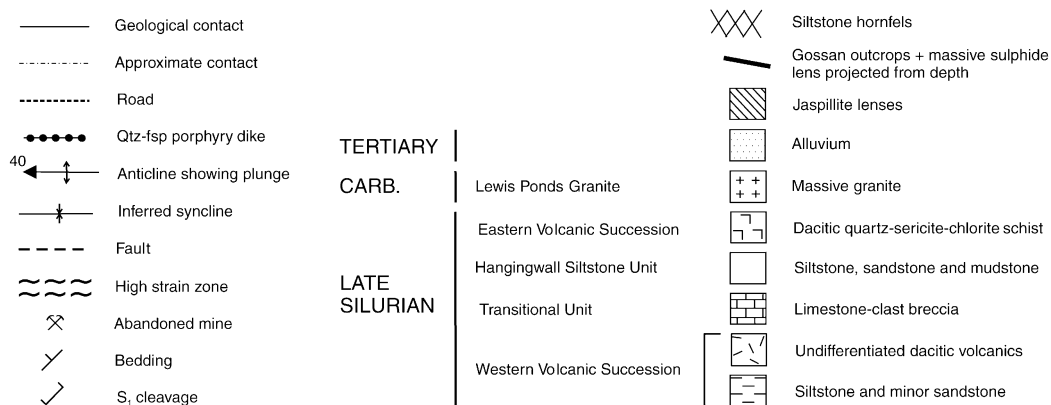 Geological contact
Approximate contact
Road
Qtz-fsp porphyry dike
40
Anticline showing plunge
Inferred syncline
Fault
High strain zone
Abandoned mine
Bedding
S₁ cleavage
TERTIARY
CARB.
Lewis Ponds Granite
LATE
SILURIAN
Eastern Volcanic Succession
Hangingwall Siltstone Unit
Transitional Unit
Western Volcanic Succession
Siltstone hornfels
Gossan outcrops + massive sulphide
lens projected from depth
Jaspillite lenses
Alluvium
Massive granite
Dacitic quartz-sericite-chlorite schist
Siltstone, sandstone and mudstone
Limestone-clast breccia
Undifferentiated dacitic volcanics
Siltstone and minor sandstone